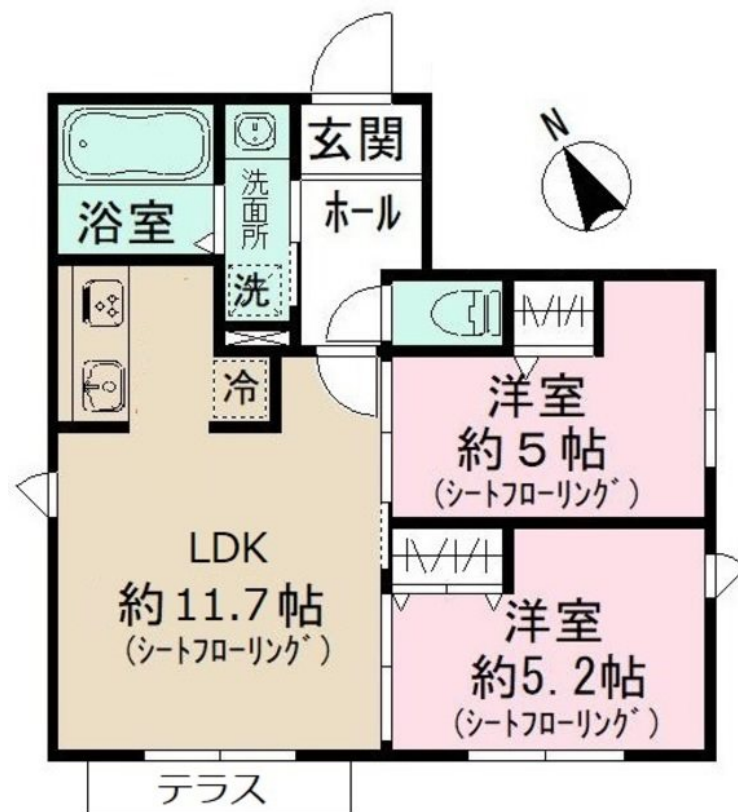 玄関
N
洗面所
ホール
浴室
洗
冷
洋室
約5帖
(シートフローリング)
LDK
約11.7帖
(シートフローリング)
洋室
約5.2帖
(シートフローリング)
テラス